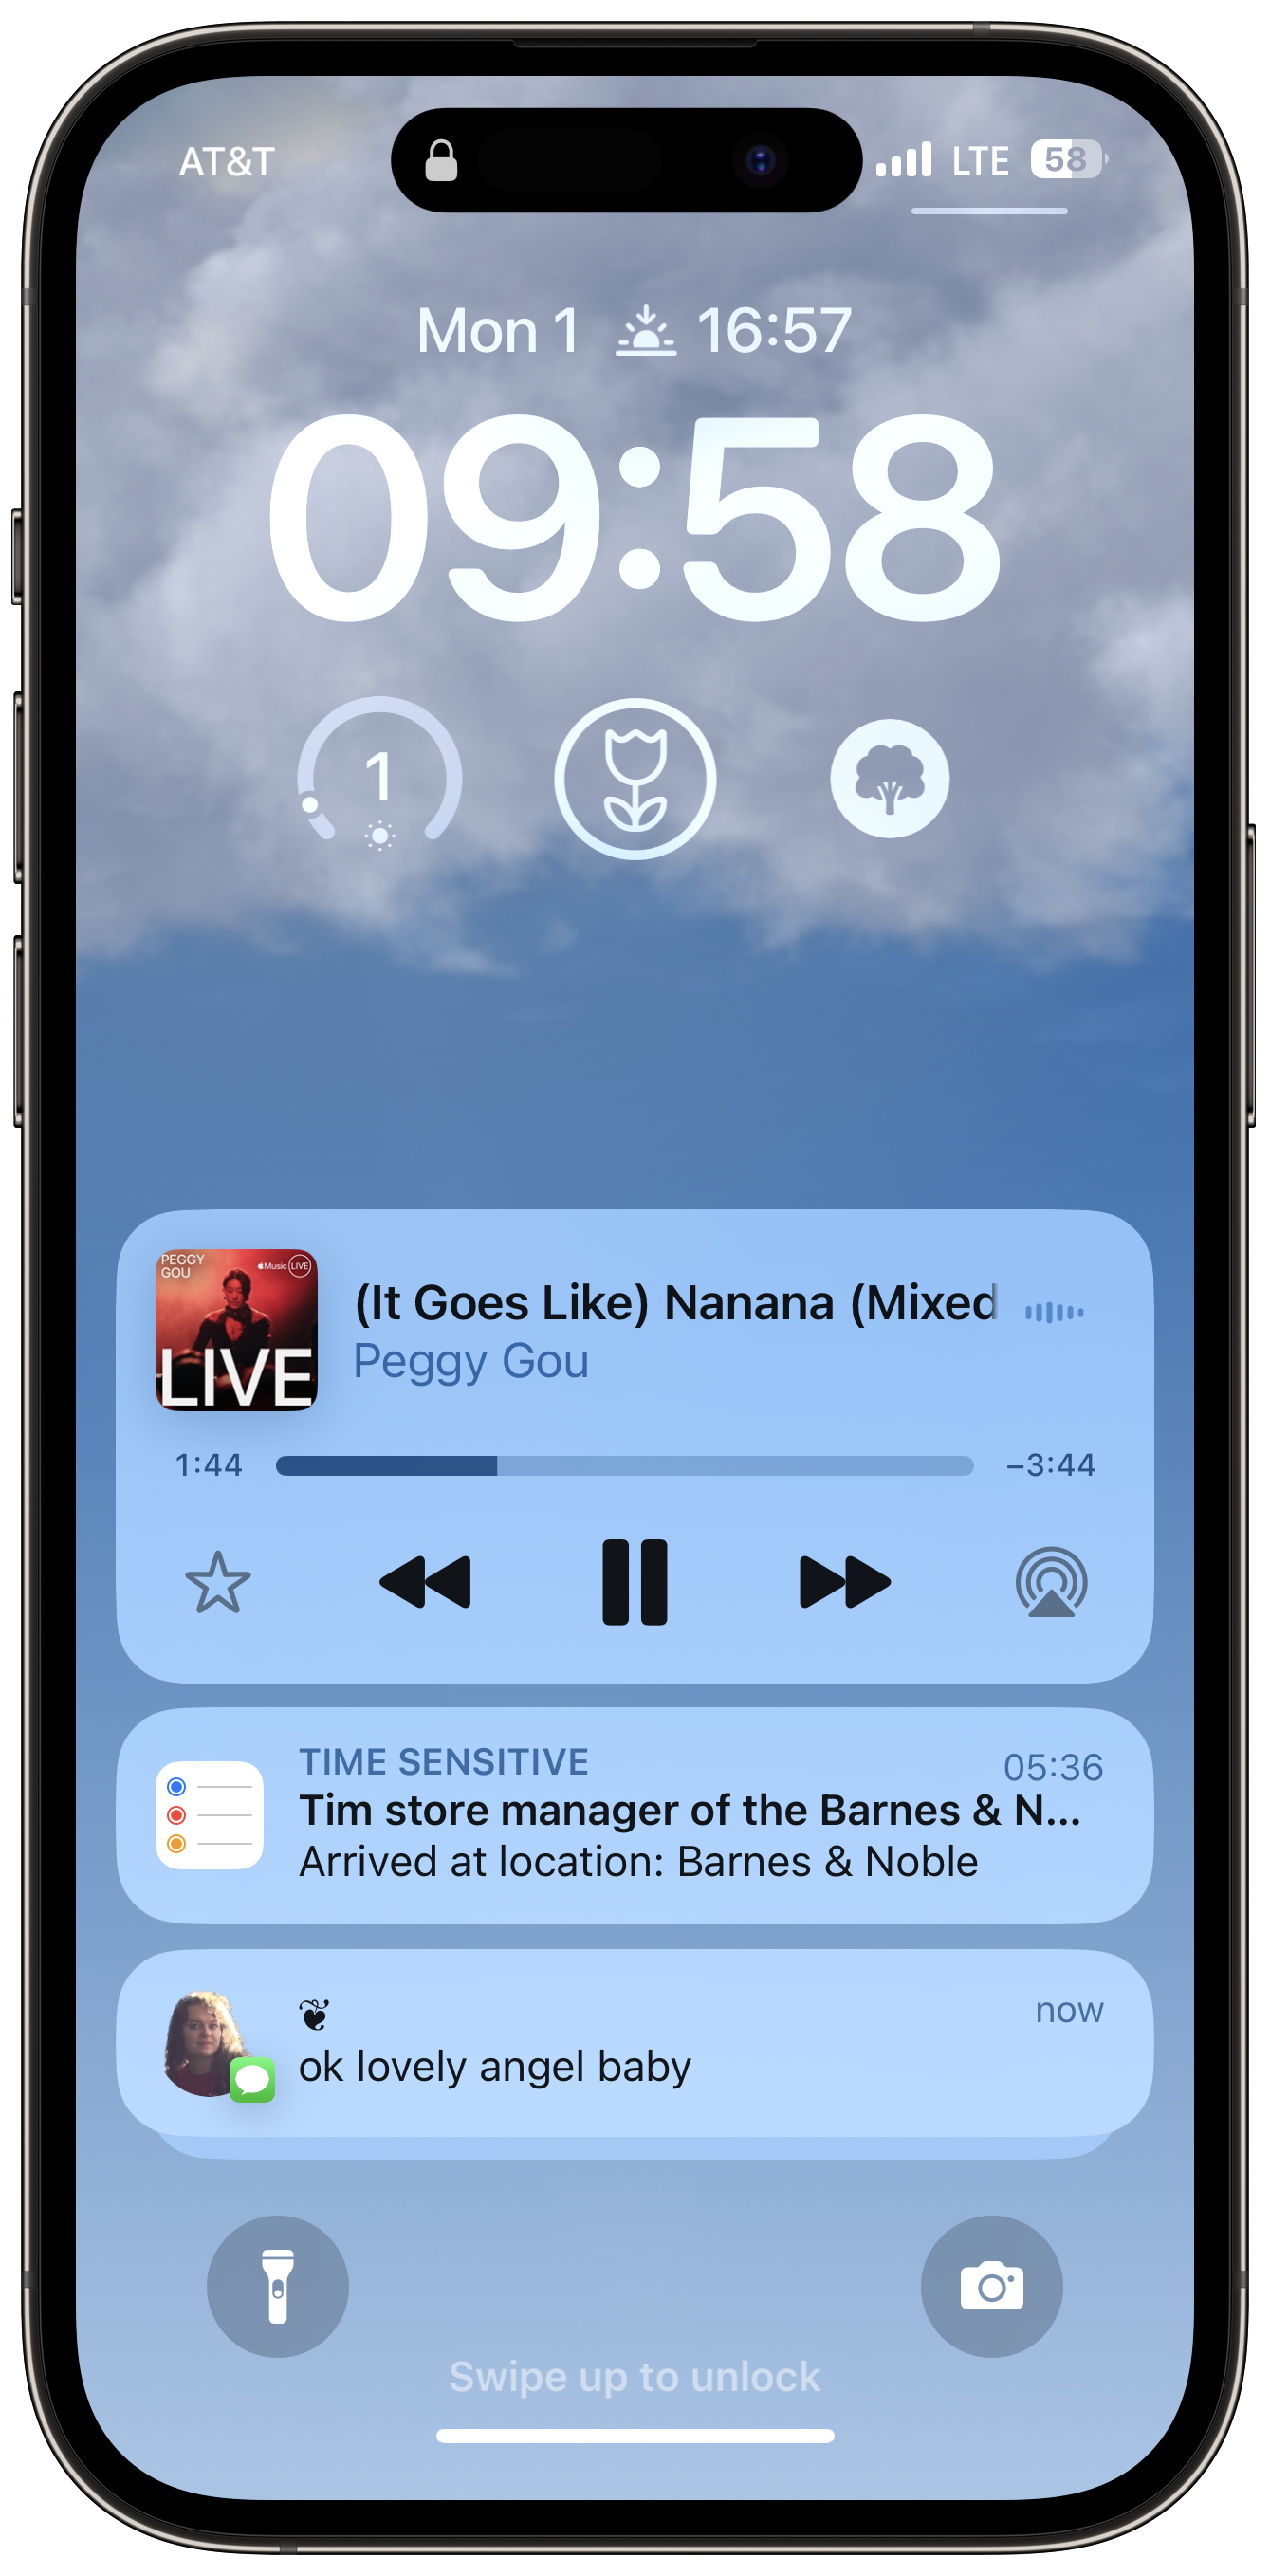 AT&T LTE 58
Mon 1 16:57
09:58
1
PEGGY
GOU
Music LIVE
LIVE
(It Goes Like) Nanana (Mixed
Peggy Gou
1:44 –3:44
TIME SENSITIVE 05:36
Tim store manager of the Barnes & N...
Arrived at location: Barnes & Noble
❦ now
ok lovely angel baby
Swipe up to unlock